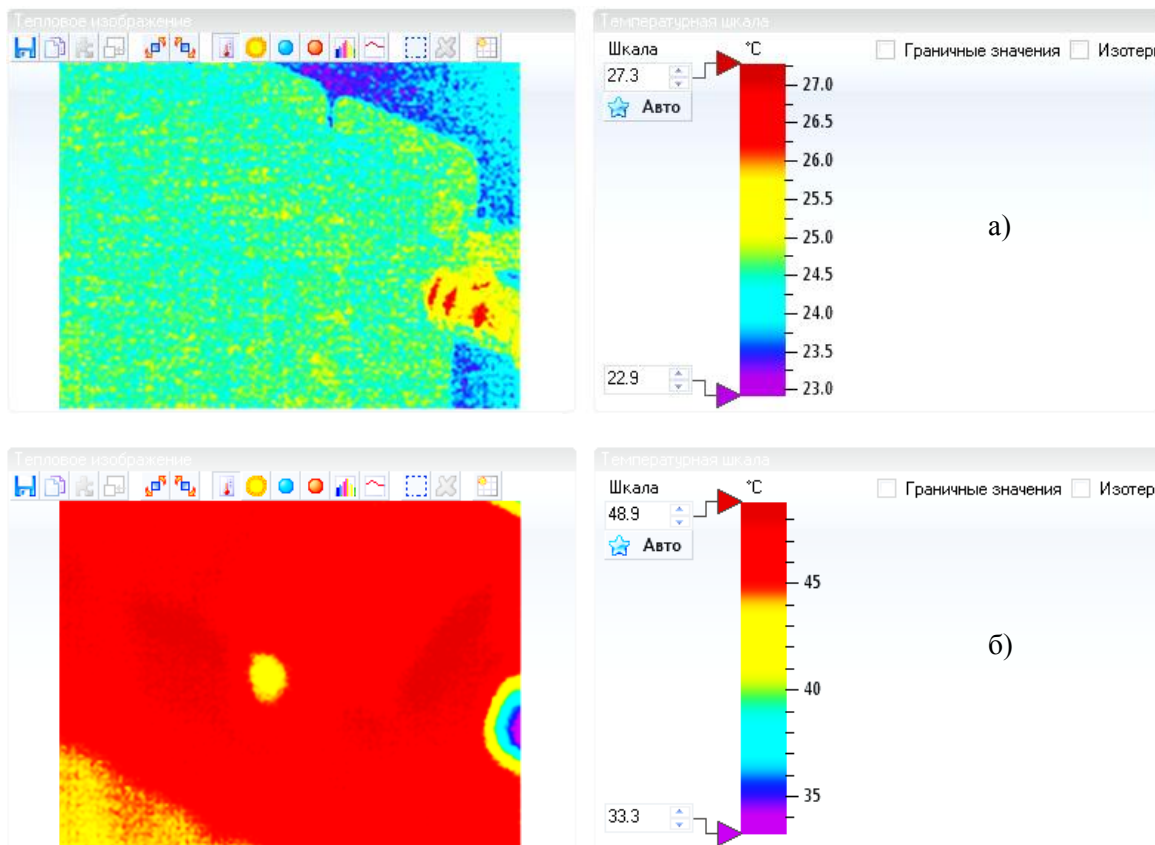 Тепловое изображение
Температурная шкала
Шкала
°C
Граничные значения
Изотерм
27.3
Авто
27.0
26.5
26.0
25.5
25.0
24.5
24.0
23.5
23.0
22.9
а)
Тепловое изображение
Температурная шкала
Шкала
°C
Граничные значения
Изотерм
48.9
Авто
45
40
35
33.3
б)